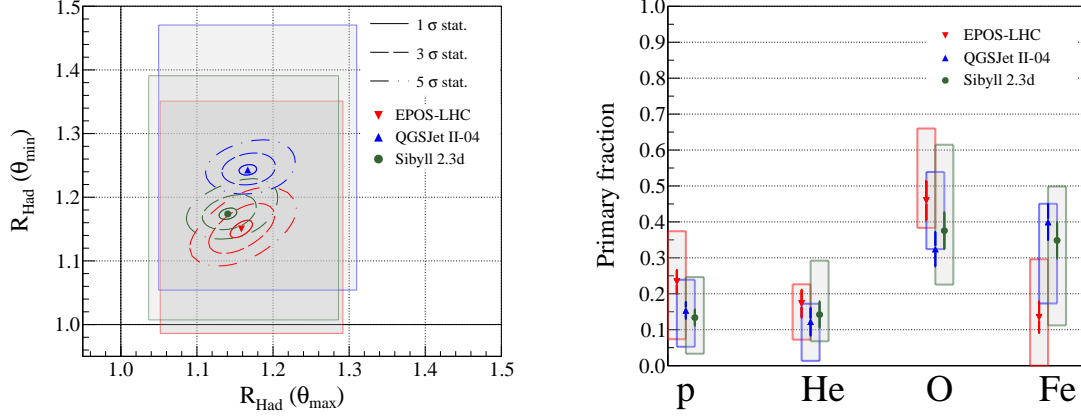 1.5
1.4
1.3
1.2
1.1
1.0
R_Had (θ_min)
1.0 1.1 1.2 1.3 1.4 1.5
R_Had (θ_max)
1 σ stat.
3 σ stat.
5 σ stat.
EPOS-LHC
QGSJet II-04
Sibyll 2.3d
1.0
0.9
0.8
0.7
0.6
0.5
0.4
0.3
0.2
0.1
0.0
Primary fraction
EPOS-LHC
QGSJet II-04
Sibyll 2.3d
p He O Fe